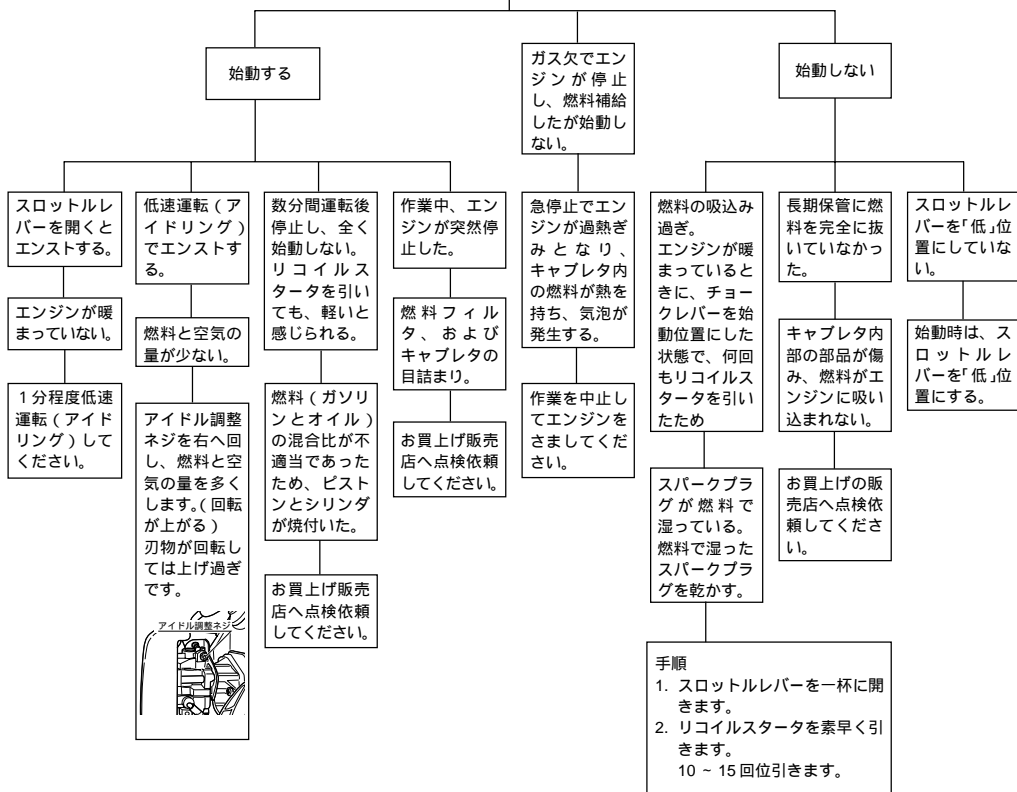 始動する
ガス欠でエン
ジンが停止
し、燃料補給
したが始動し
ない。
始動しない
スロットルレ
バーを開くと
エンストする。
エンジンが暖
まっていない。
1分程度低速
運転(アイド
リング)して
ください。
低速運転(ア
イドリング)
でエンストす
る。
燃料と空気の
量が少ない。
アイドル調整
ネジを右へ回
し、燃料と空
気の量を多く
します。(回転
が上がる)
刃物が回転し
ては上げ過ぎ
です。
アイドル調整ネジ
数分間運転後
停止し、全く
始動しない。
リコイルス
タータを引い
ても、軽いと
感じられる。
燃料(ガソリ
ンとオイル)
の混合比が不
適当であった
ため、ピスト
ンとシリンダ
が焼付いた。
お買上げ販売
店へ点検依頼
してください。
作業中、エン
ジンが突然停
止した。
燃料フィル
タ、および
キャブレタの
目詰まり。
お買上げ販売
店へ点検依頼
してください。
急停止でエン
ジンが過熱ぎ
みとなり、
キャブレタ内
の燃料が熱を
持ち、気泡が
発生する。
作業を中止し
てエンジンを
さましてくだ
さい。
燃料の吸込み
過ぎ。
エンジンが暖
まっているとき
に、チョー
クレバーを始
動位置にした
状態で、何回
もリコイルス
タータを引い
たため
スパークプラ
グが燃料で
湿っている。
燃料で湿った
スパークプラ
グを乾かす。
手順
1. スロットルレバーを一杯に開
きます。
2. リコイルスタータを素早く引
きます。
10 ~ 15回位引きます。
長期保管に燃
料を完全に抜
いていなかっ
た。
キャブレタ内
部の部品が傷
み、燃料がエ
ンジンに吸い
込まれない。
お買上げの販
売店へ点検依
頼してくださ
い。
スロットルレ
バーを「低」位
置にしていな
い。
始動時は、ス
ロットルレ
バーを「低」位
置にする。